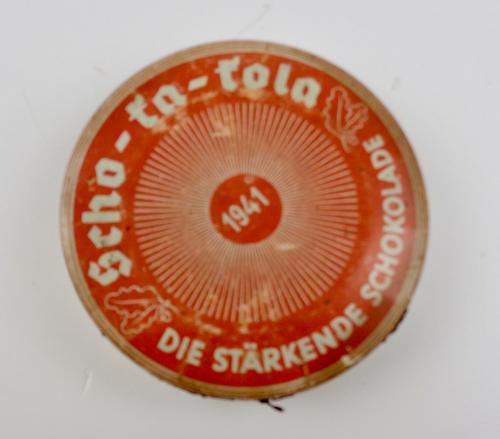 Scho-ka-kola
1941
DIE STÄRKENDE SCHOKOLADE